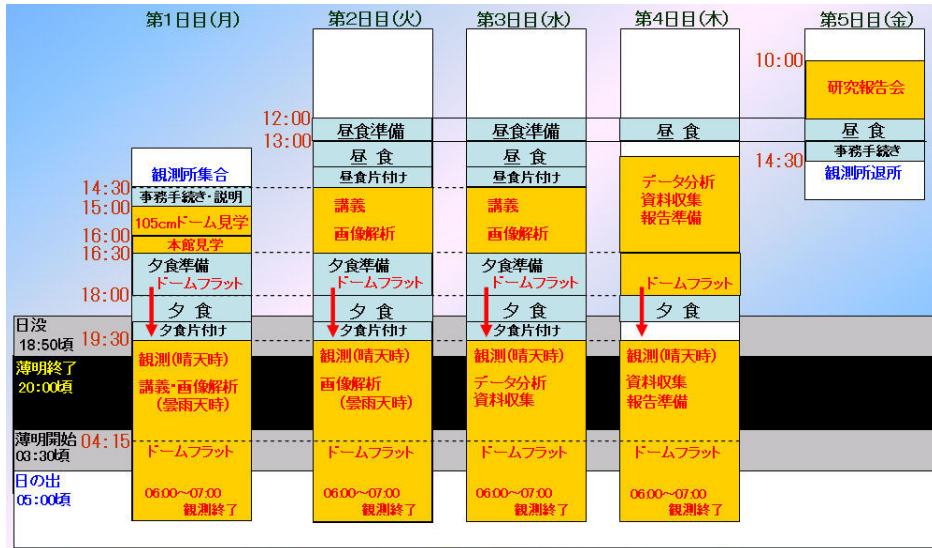 第1日目(月)
第2日目(火)
第3日目(水)
第4日目(木)
第5日目(金)
10:00
12:00
13:00
14:30
14:30
15:00
16:00
16:30
18:00
19:30
04:15
日没
18:50頃
薄明終了
20:00頃
薄明開始
03:30頃
日の出
05:00頃
観測所集合
事務手続き・説明
105cmドーム見学
本館見学
夕食準備
ドームフラット
夕 食
夕食片付け
観測(晴天時)
講義・画像解析
(曇雨天時)
ドームフラット
06:00〜07:00
観測終了
昼食準備
昼 食
昼食片付け
講義
画像解析
夕食準備
ドームフラット
夕 食
夕食片付け
観測(晴天時)
画像解析
(曇雨天時)
ドームフラット
06:00〜07:00
観測終了
昼食準備
昼 食
昼食片付け
講義
画像解析
夕食準備
ドームフラット
夕 食
夕食片付け
観測(晴天時)
データ分析
資料収集
ドームフラット
06:00〜07:00
観測終了
昼 食
データ分析
資料収集
報告準備
ドームフラット
夕 食
観測(晴天時)
資料収集
報告準備
ドームフラット
06:00〜07:00
観測終了
研究報告会
昼 食
事務手続き
観測所退所